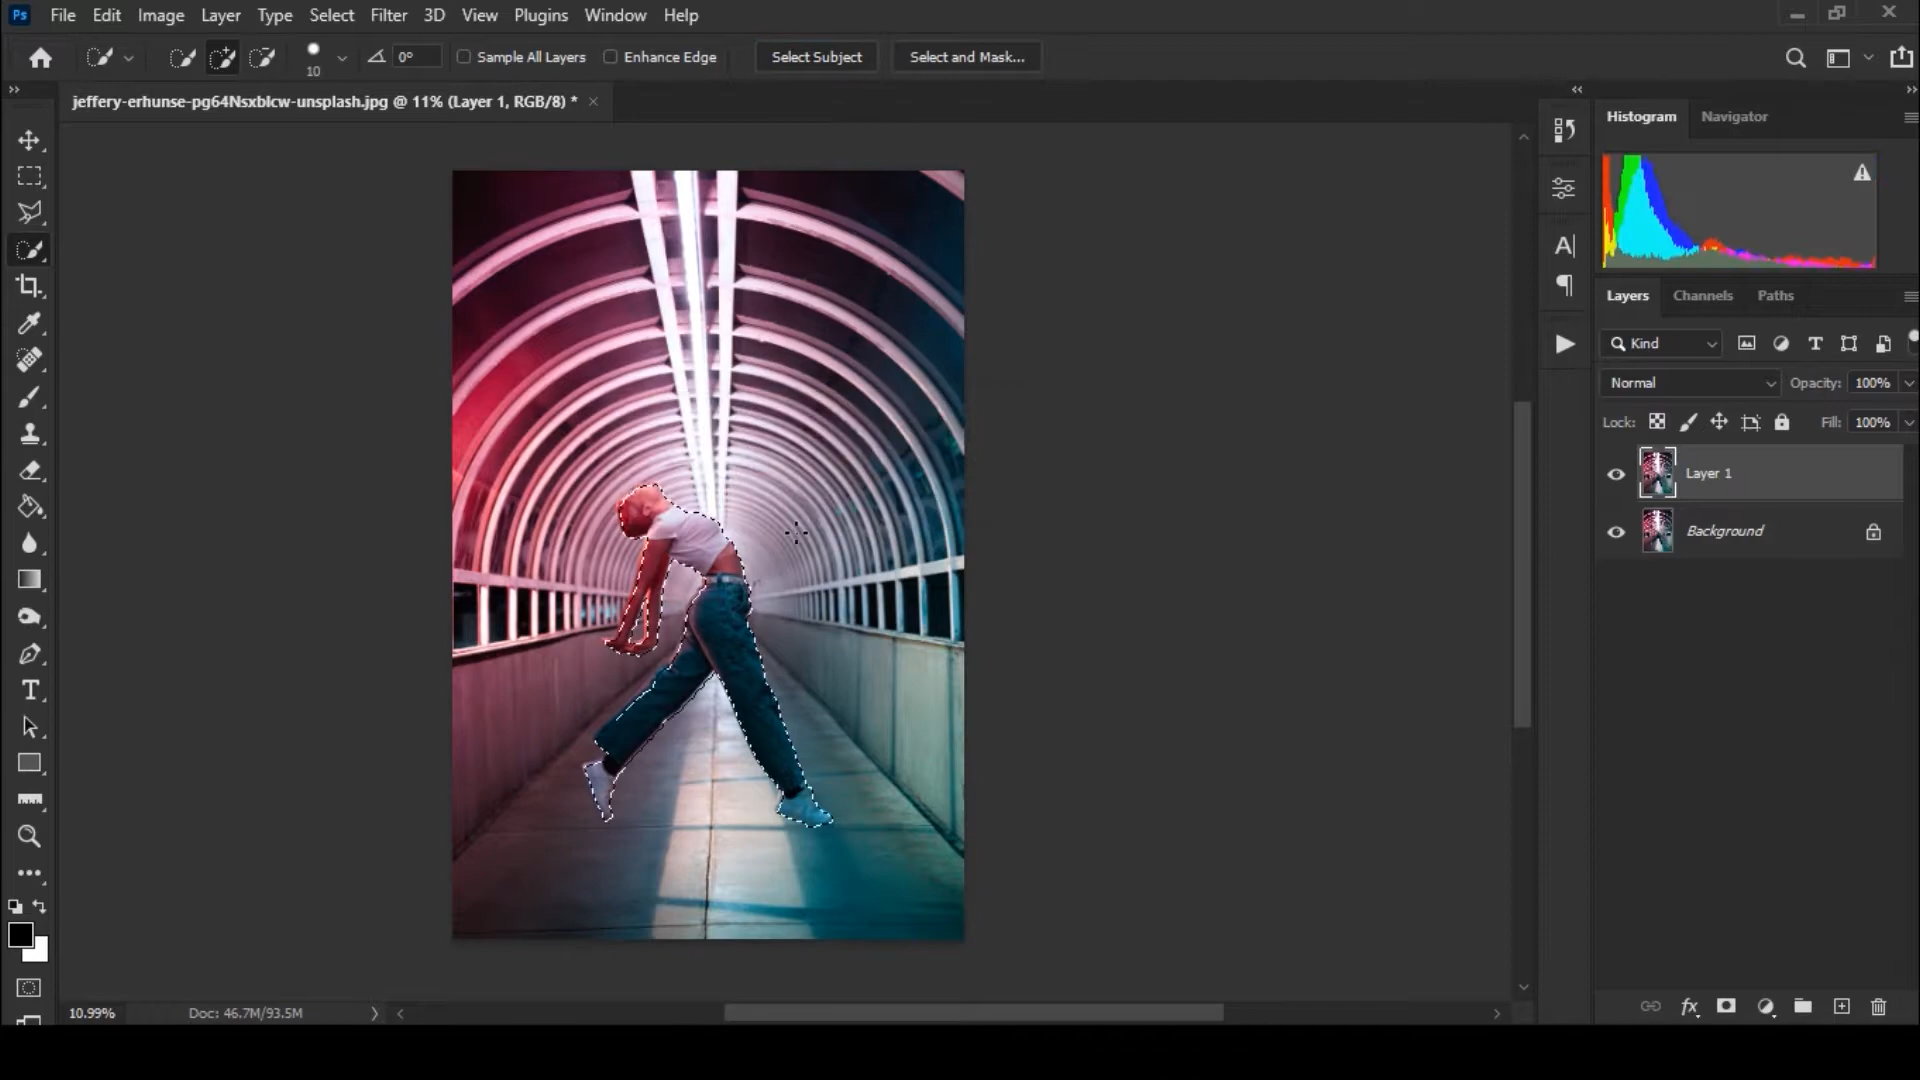 Ps File Edit Image Layer Type Select Filter 3D View Plugins Window Help
10 0° Sample All Layers Enhance Edge Select Subject Select and Mask...
jeffery-erhunse-pg64Nsxblcw-unsplash.jpg @ 11% (Layer 1, RGB/8) *
Histogram Navigator
Layers Channels Paths
Kind
Normal Opacity: 100%
Lock: Fill: 100%
Layer 1
Background
10.99% Doc: 46.7M/93.5M